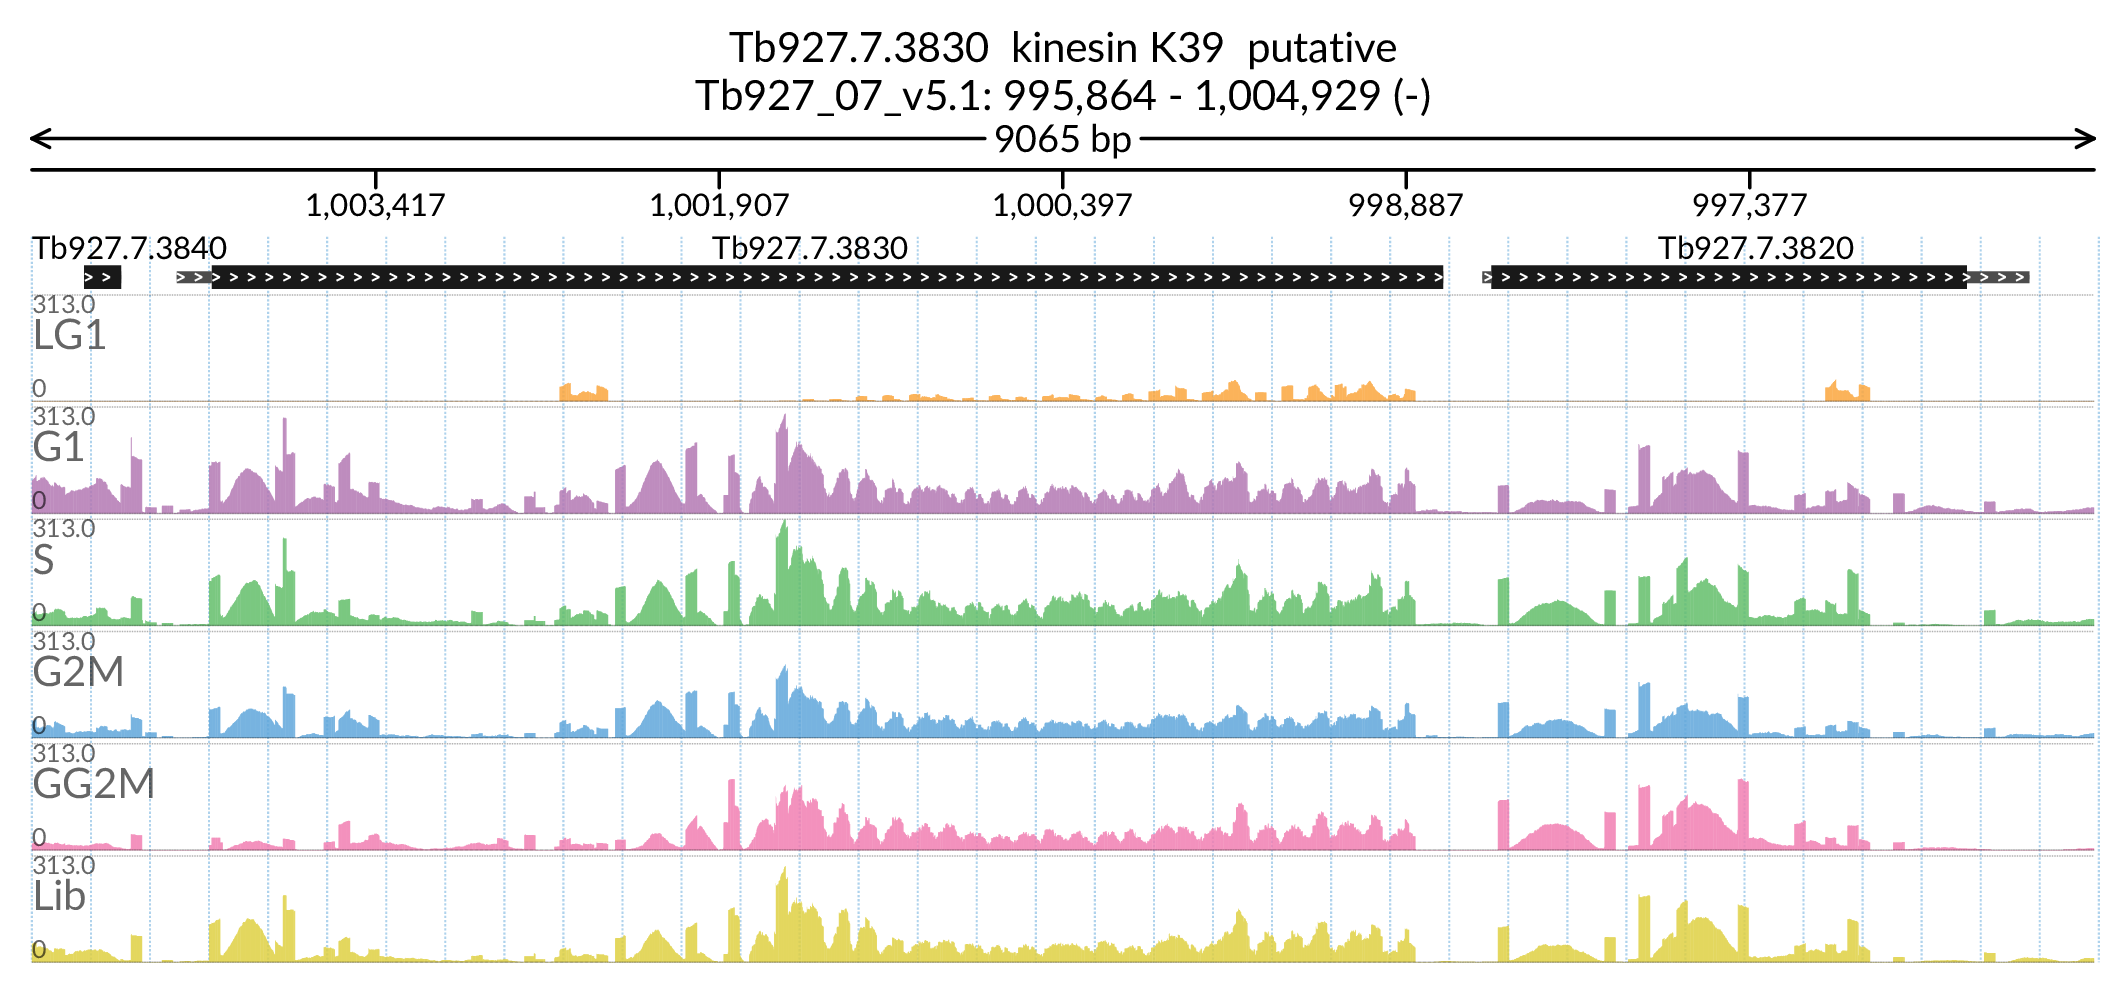 Tb927.7.3830 kinesin K39 putative
Tb927_07_v5.1: 995,864 - 1,004,929 (-)
9065 bp
1,003,417 1,001,907 1,000,397 998,887 997,377
Tb927.7.3840 Tb927.7.3830 Tb927.7.3820
313.0
LG1
0
313.0
G1
0
313.0
S
0
313.0
G2M
0
313.0
GG2M
0
313.0
Lib
0